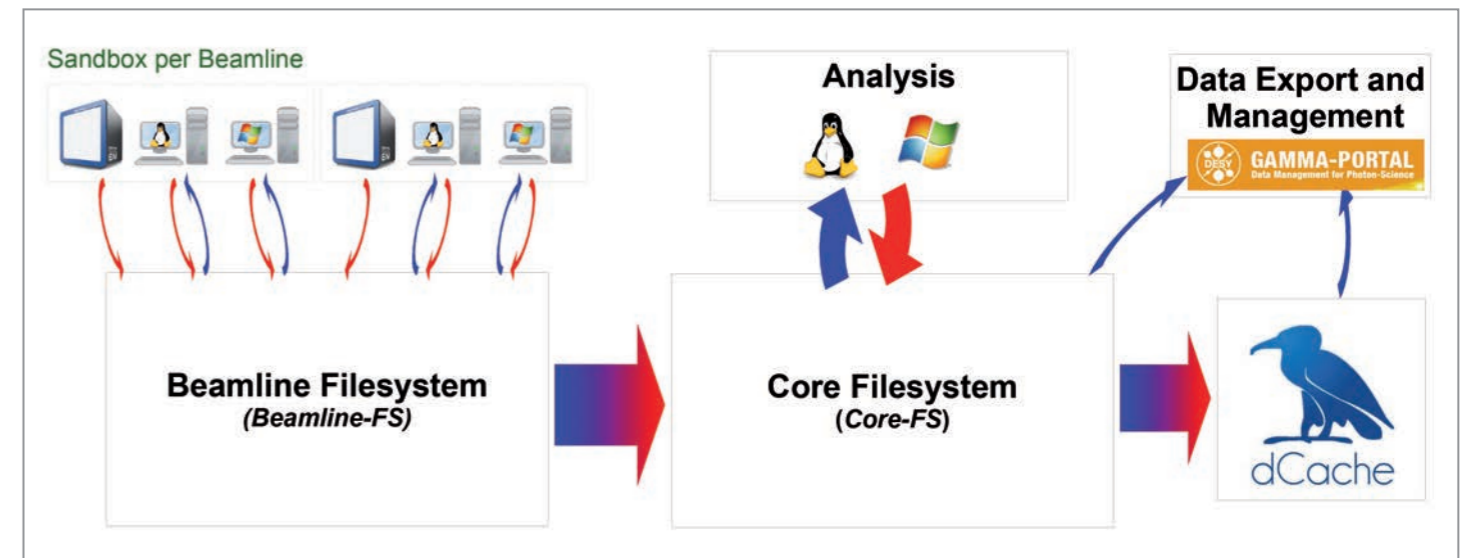 Sandbox per Beamline
Analysis
Data Export and
Management
DESY
GAMMA-PORTAL
Data Management for Photon-Science
Beamline Filesystem
(Beamline-FS)
Core Filesystem
(Core-FS)
dCache